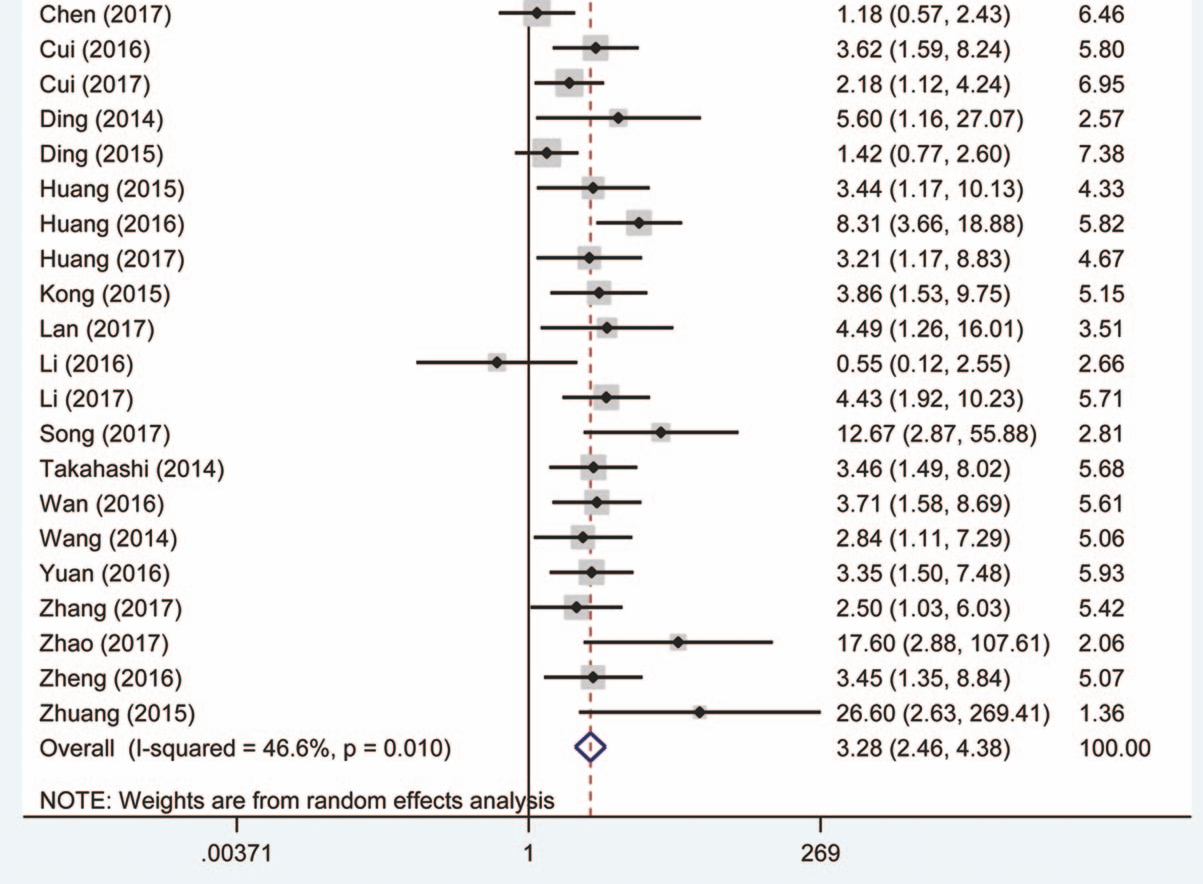 Chen (2017) 1.18 (0.57, 2.43) 6.46
Cui (2016) 3.62 (1.59, 8.24) 5.80
Cui (2017) 2.18 (1.12, 4.24) 6.95
Ding (2014) 5.60 (1.16, 27.07) 2.57
Ding (2015) 1.42 (0.77, 2.60) 7.38
Huang (2015) 3.44 (1.17, 10.13) 4.33
Huang (2016) 8.31 (3.66, 18.88) 5.82
Huang (2017) 3.21 (1.17, 8.83) 4.67
Kong (2015) 3.86 (1.53, 9.75) 5.15
Lan (2017) 4.49 (1.26, 16.01) 3.51
Li (2016) 0.55 (0.12, 2.55) 2.66
Li (2017) 4.43 (1.92, 10.23) 5.71
Song (2017) 12.67 (2.87, 55.88) 2.81
Takahashi (2014) 3.46 (1.49, 8.02) 5.68
Wan (2016) 3.71 (1.58, 8.69) 5.61
Wang (2014) 2.84 (1.11, 7.29) 5.06
Yuan (2016) 3.35 (1.50, 7.48) 5.93
Zhang (2017) 2.50 (1.03, 6.03) 5.42
Zhao (2017) 17.60 (2.88, 107.61) 2.06
Zheng (2016) 3.45 (1.35, 8.84) 5.07
Zhuang (2015) 26.60 (2.63, 269.41) 1.36
Overall (I-squared = 46.6%, p = 0.010) 3.28 (2.46, 4.38) 100.00
NOTE: Weights are from random effects analysis
.00371 1 269